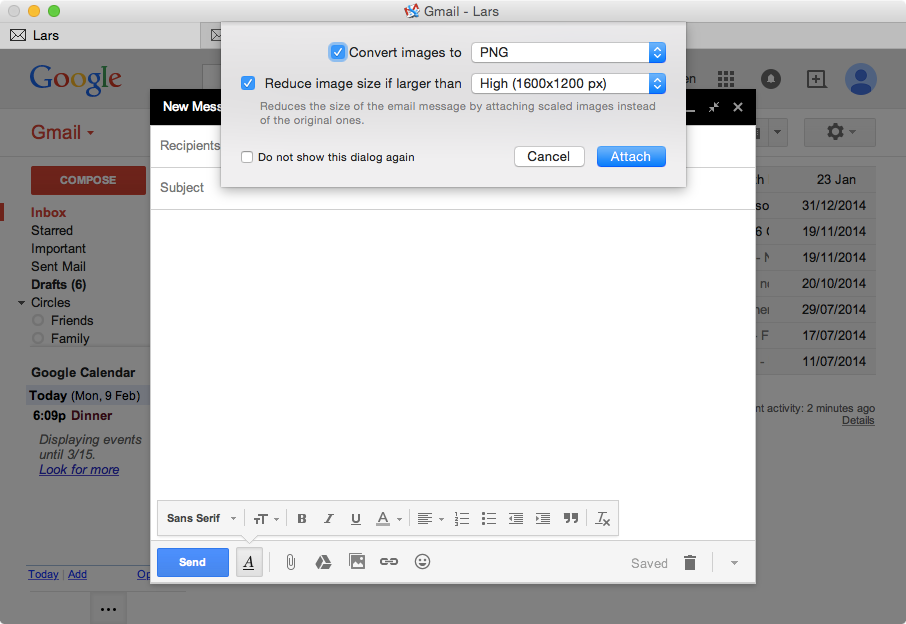 Gmail - Lars
Lars
Convert images to PNG
Reduce image size if larger than High (1600x1200 px)
Reduces the size of the email message by attaching scaled images instead
of the original ones.
Do not show this dialog again
Cancel Attach
Google
Gmail
COMPOSE
Inbox
Starred
Important
Sent Mail
Drafts (6)
Circles
Friends
Family
Google Calendar
Today (Mon, 9 Feb)
6:09p Dinner
Displaying events
until 3/15.
Look for more
Today | Add
New Mess
Recipients
Subject
Sans Serif
Send
Saved
23 Jan
31/12/2014
19/11/2014
19/11/2014
20/10/2014
29/07/2014
17/07/2014
11/07/2014
nt activity: 2 minutes ago
Details